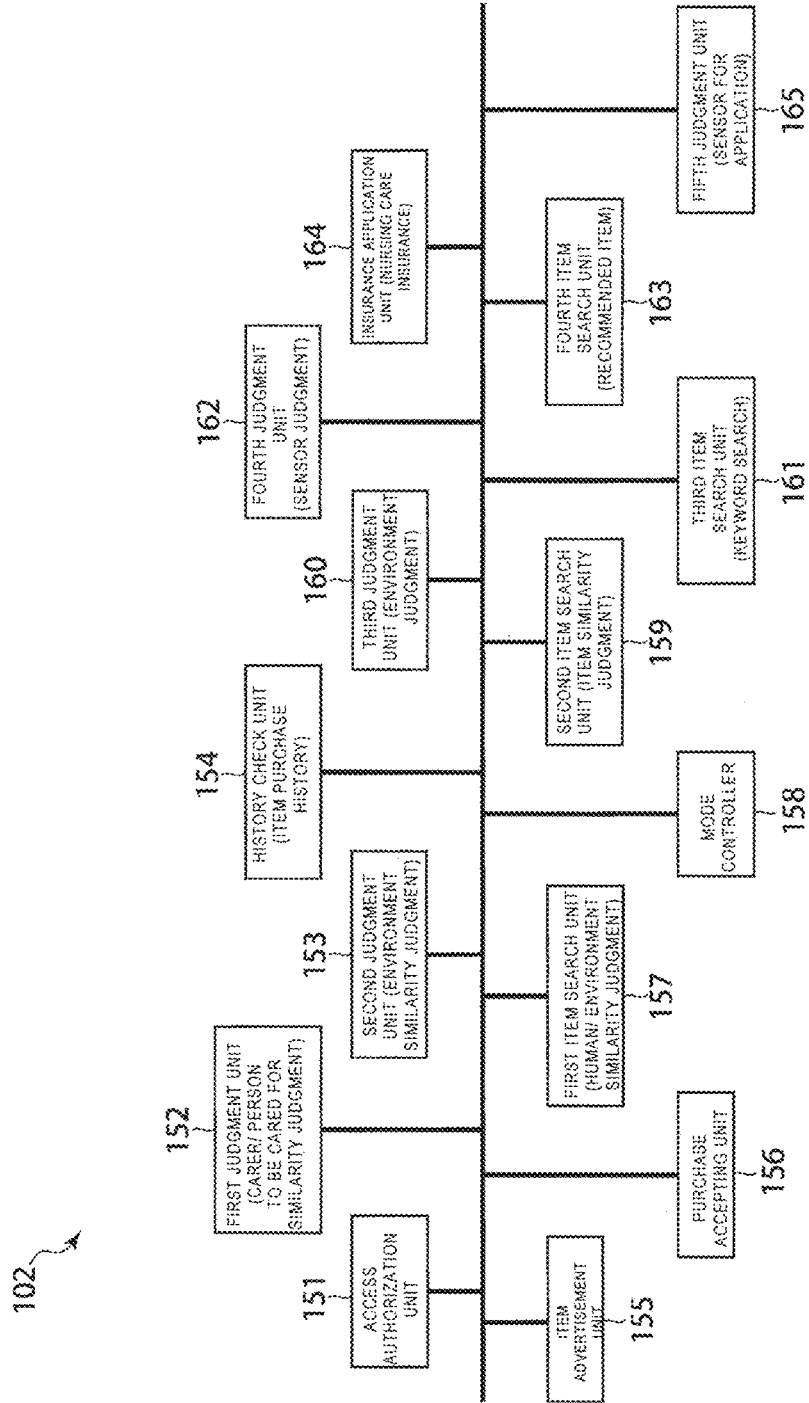 102
152
FIRST JUDGMENT UNIT
(CARER/ PERSON
TO BE CARED FOR
SIMILARITY JUDGMENT)
154
HISTORY CHECK UNIT
(ITEM PURCHASE
HISTORY)
162
FOURTH JUDGMENT
UNIT
(SENSOR JUDGMENT)
151
ACCESS
AUTHORIZATION
UNIT
153
SECOND JUDGMENT
UNIT (ENVIRONMENT
SIMILARITY JUDGMENT)
160
THIRD JUDGMENT
UNIT (ENVIRONMENT
JUDGMENT)
164
INSURANCE APPLICATION
UNIT (NURSING CARE
INSURANCE)
ITEM
ADVERTISEMENT
UNIT
155
FIRST ITEM SEARCH UNIT
(HUMAN/ ENVIRONMENT
SIMILARITY JUDGMENT)
157
SECOND ITEM SEARCH
UNIT (ITEM SIMILARITY
JUDGMENT)
159
FOURTH ITEM
SEARCH UNIT
(RECOMMENDED ITEM)
163
PURCHASE
ACCEPTING UNIT
156
MODE
CONTROLLER
158
THIRD ITEM
SEARCH UNIT
(KEYWORD SEARCH)
161
FIFTH JUDGMENT UNIT
(SENSOR FOR
APPLICATION)
165